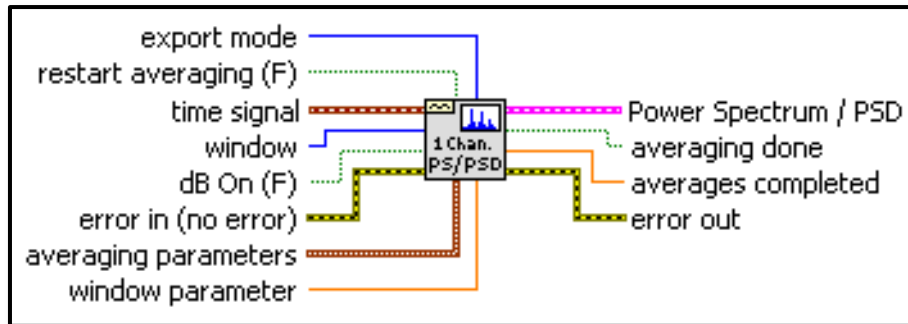 export mode
restart averaging (F)
time signal
window
dB On (F)
error in (no error)
averaging parameters
window parameter
1 Chan.
PS/PSD
Power Spectrum / PSD
averaging done
averages completed
error out